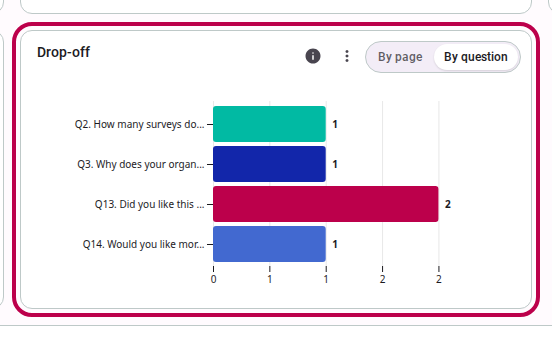 Drop-off
By page
By question
Q2. How many surveys do...
1
Q3. Why does your organ...
1
Q13. Did you like this ...
2
Q14. Would you like mor...
1
0 1 1 2 2